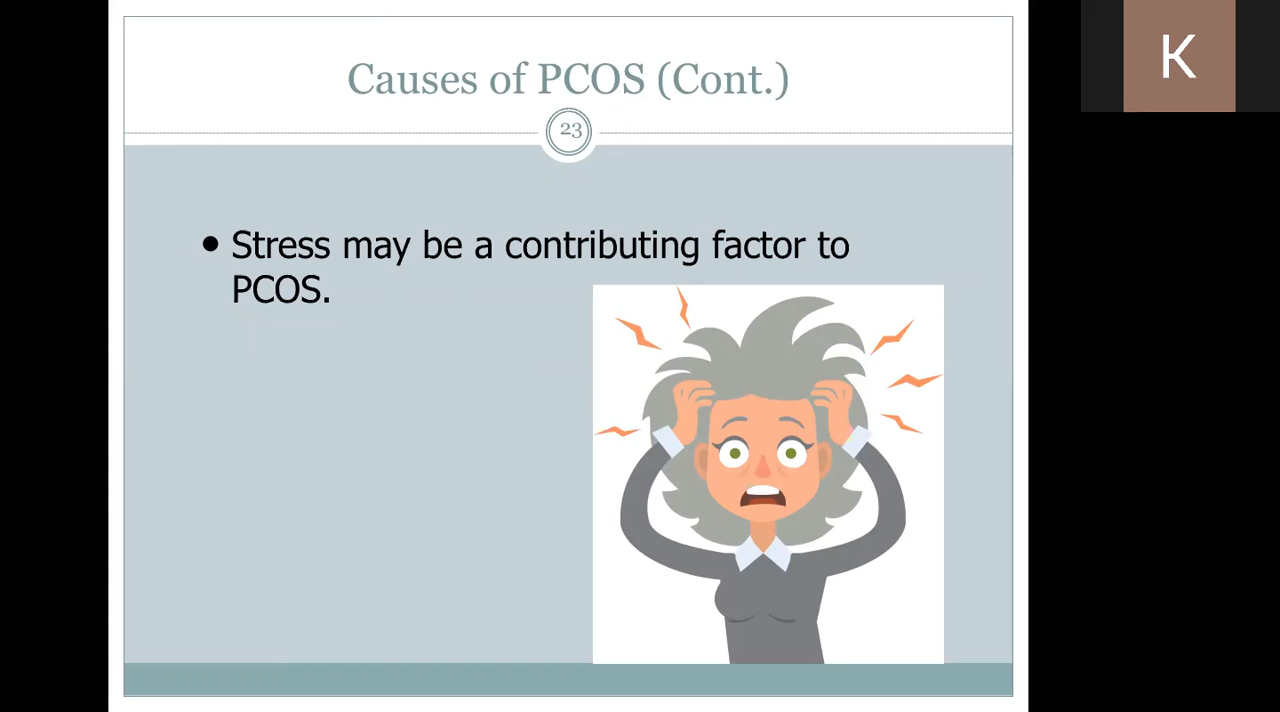 Causes of PCOS (Cont.)
23
• Stress may be a contributing factor to
PCOS.
K